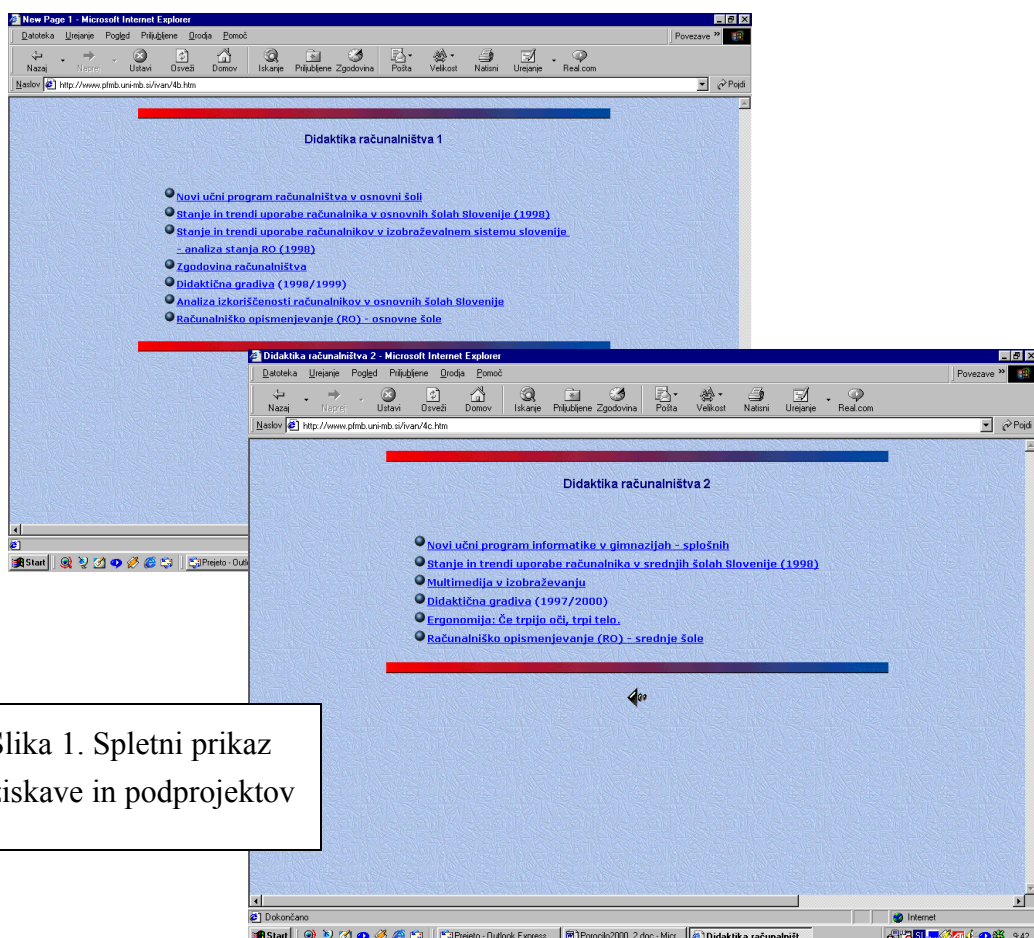 New Page 1 - Microsoft Internet Explorer
Datoteka Urejanje Pogled Priljubljene Orodja Pomoč Povezave »
Nazaj Naprej Ustavi Osveži Domov Iskanje Priljubljene Zgodovina Pošta Velikost Natisni Urejanje Real.com
Naslov http://www.pfmb.uni-mb.si/ivan/4b.htm Pojdi
Didaktika računalništva 1
Novi učni program računalništva v osnovni šoli
Stanje in trendi uporabe računalnika v osnovnih šolah Slovenije (1998)
Stanje in trendi uporabe računalnikov v izobraževalnem sistemu slovenije
- analiza stanja RO (1998)
Zgodovina računalništva
Didaktična gradiva (1998/1999)
Analiza izkoriščenosti računalnikov v osnovnih šolah Slovenije
Računalniško opismenjevanje (RO) - osnovne šole
Start Prejeto - Outl
Didaktika računalništva 2 - Microsoft Internet Explorer
Datoteka Urejanje Pogled Priljubljene Orodja Pomoč Povezave »
Nazaj Naprej Ustavi Osveži Domov Iskanje Priljubljene Zgodovina Pošta Velikost Natisni Urejanje Real.com
Naslov http://www.pfmb.uni-mb.si/ivan/4c.htm Pojdi
Didaktika računalništva 2
Novi učni program informatike v gimnazijah - splošnih
Stanje in trendi uporabe računalnika v srednjih šolah Slovenije (1998)
Multimedija v izobraževanju
Didaktična gradiva (1997/2000)
Ergonomija: Če trpijo oči, trpi telo.
Računalniško opismenjevanje (RO) - srednje šole
Slika 1. Spletni prikaz
iskave in podprojektov
Dokončano Internet
Start Prejeto - Outlook Express Porocilo2000_2.doc - Micr... Didaktika računalništ... 9:42